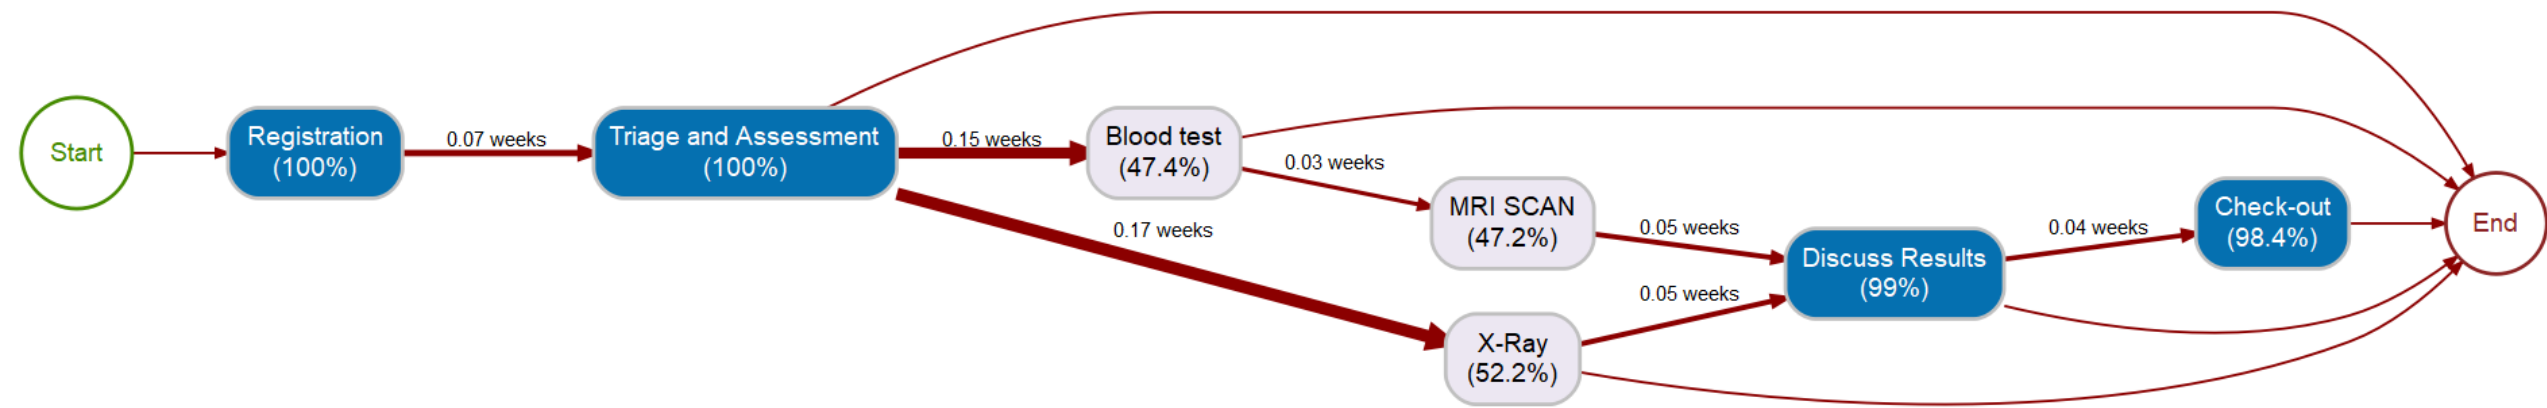 Start
Registration
(100%)
0.07 weeks
Triage and Assessment
(100%)
0.15 weeks
0.17 weeks
Blood test
(47.4%)
0.03 weeks
MRI SCAN
(47.2%)
0.05 weeks
X-Ray
(52.2%)
0.05 weeks
Discuss Results
(99%)
0.04 weeks
Check-out
(98.4%)
End